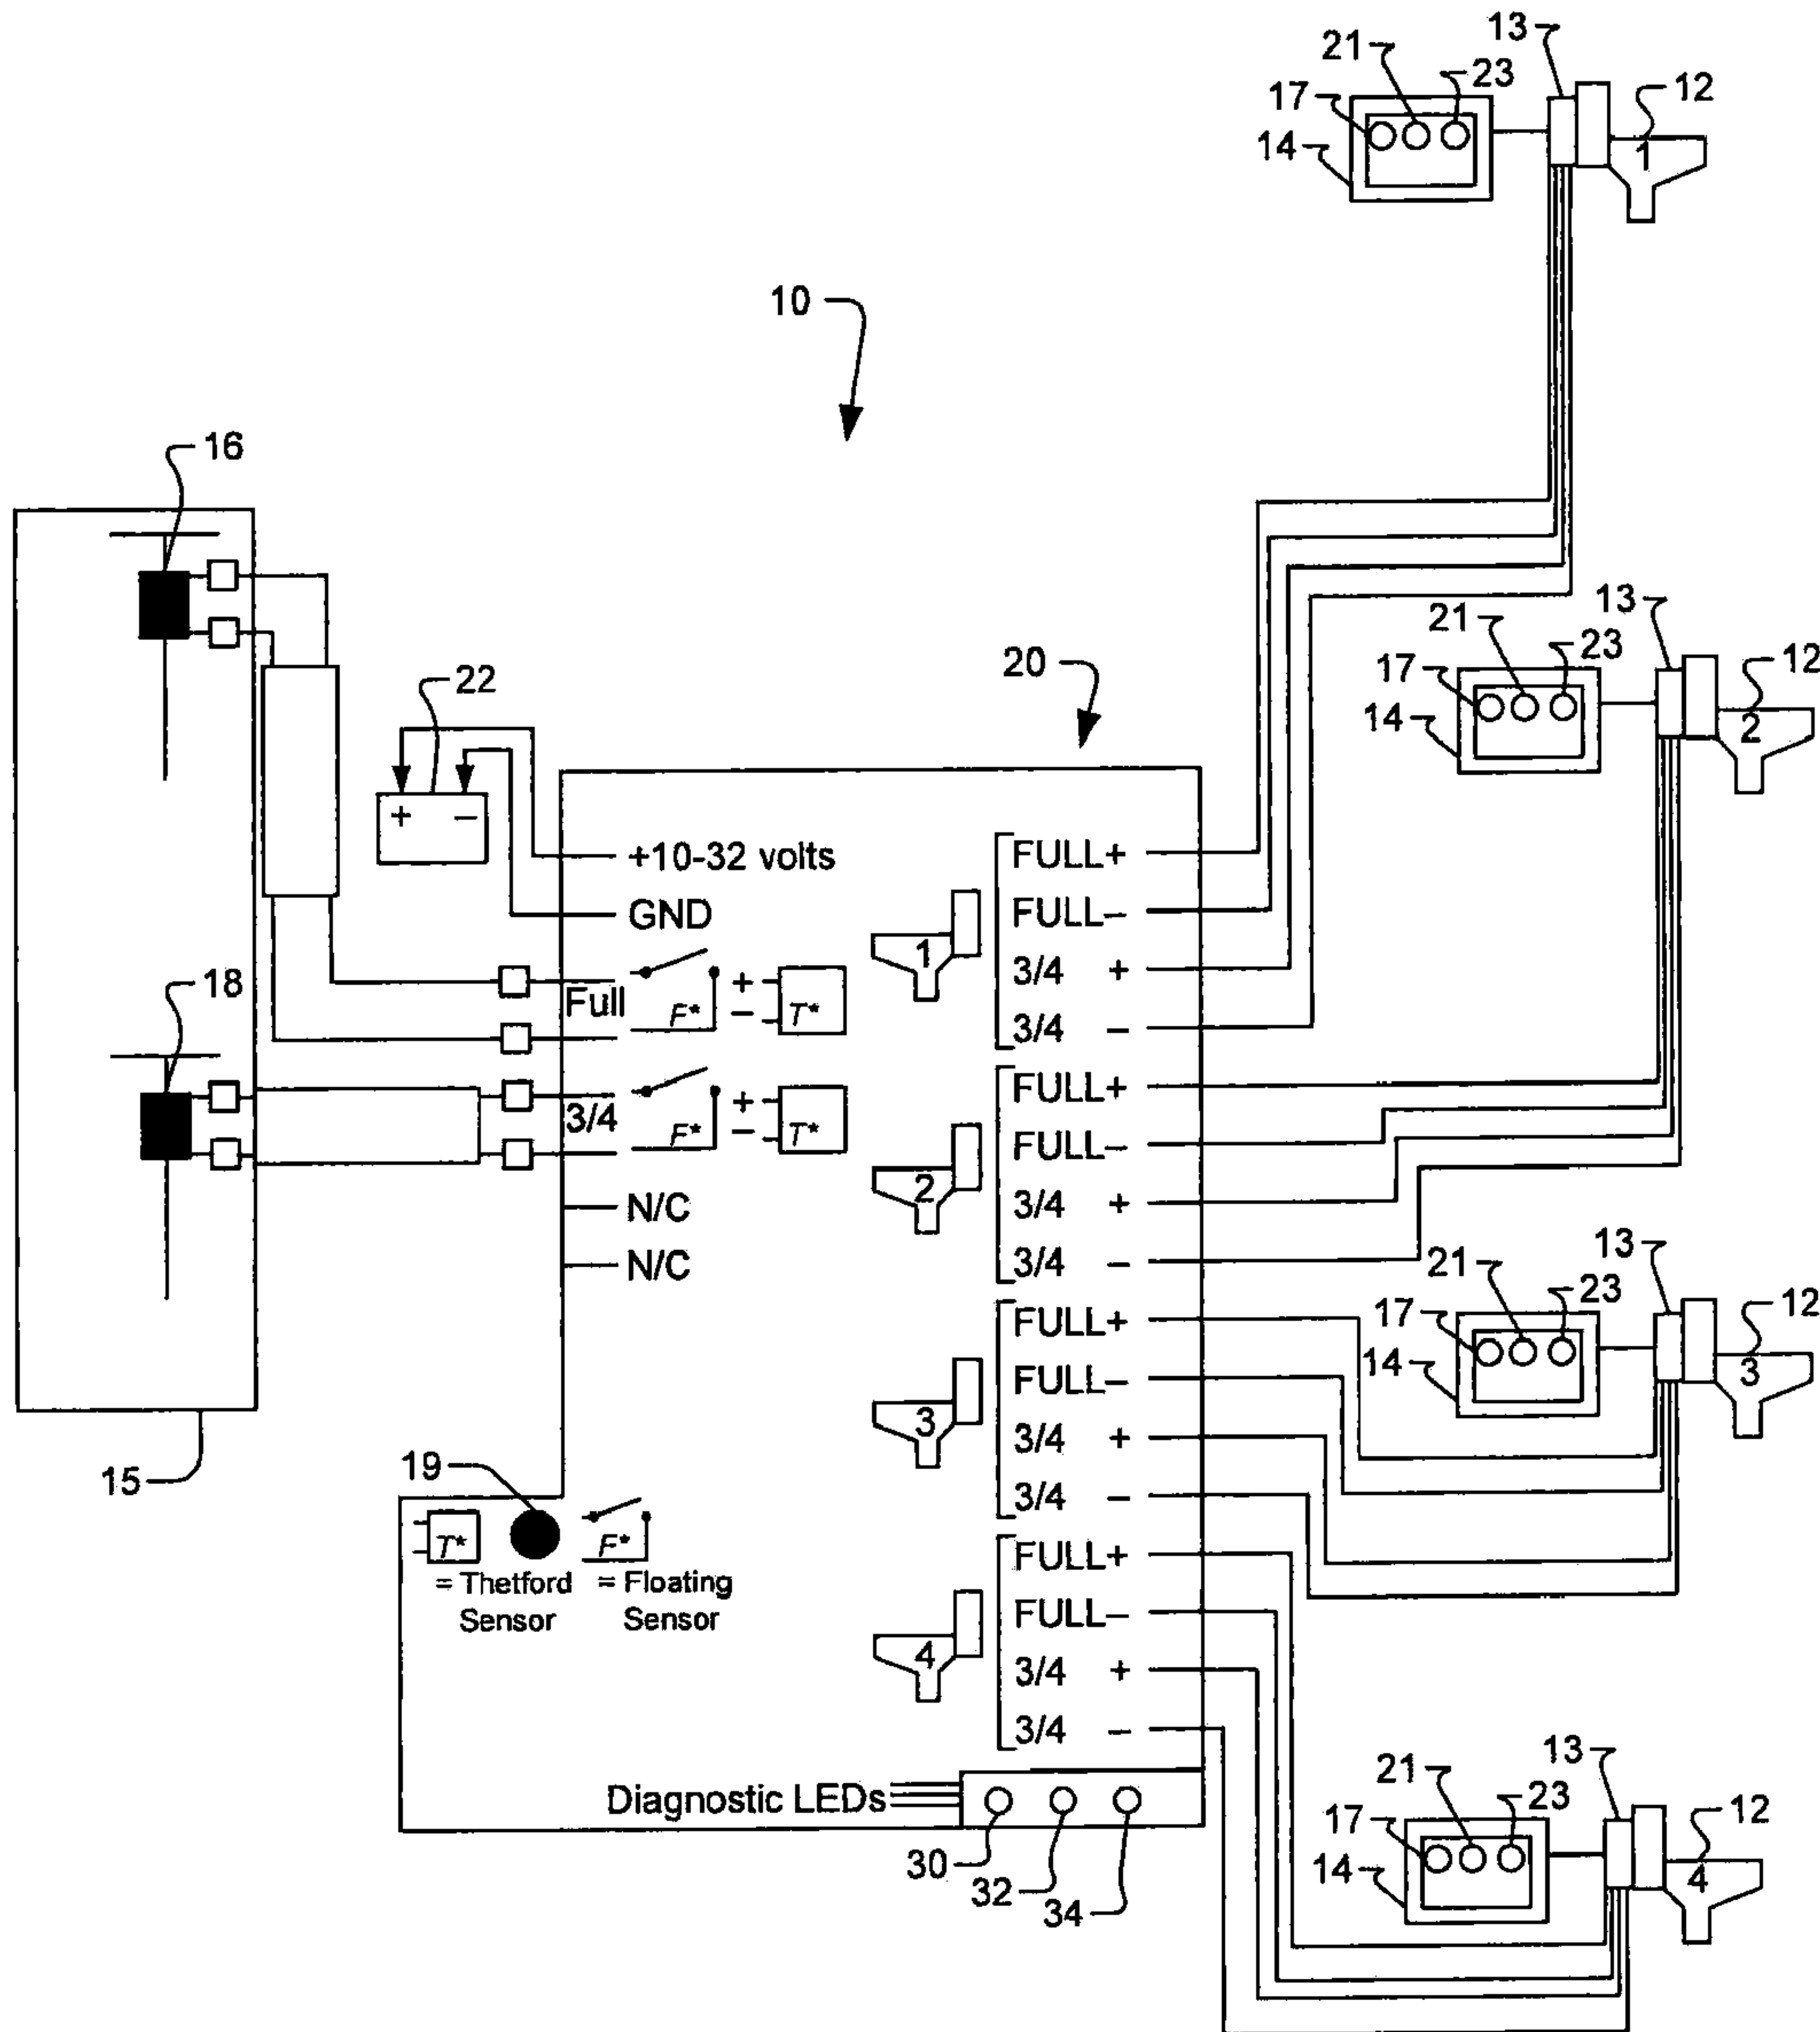 13
21
23
12
17
14
1
10
16
13
21
23
12
17
14
2
22
20
+ −
+10-32 volts
GND
Full
F*
+
−
T*
18
3/4
F*
+
−
T*
N/C
N/C
1
FULL+
FULL−
3/4 +
3/4 −
2
FULL+
FULL−
3/4 +
3/4 −
3
FULL+
FULL−
3/4 +
3/4 −
4
FULL+
FULL−
3/4 +
3/4 −
13
21
23
12
17
14
3
15
19
T*
F*
= Thetford
Sensor
= Floating
Sensor
Diagnostic LEDs
30
32
34
13
21
23
12
17
14
4